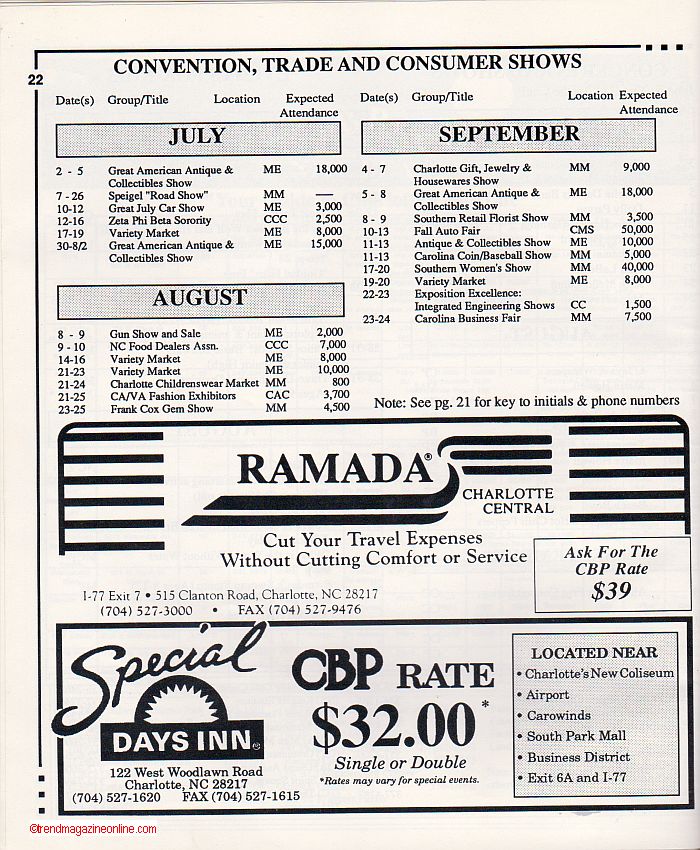 22
CONVENTION, TRADE AND CONSUMER SHOWS
Date(s) Group/Title Location Expected Attendance
JULY
2 - 5 Great American Antique & ME 18,000
Collectibles Show
7 - 26 Speigel "Road Show" MM —
10-12 Great July Car Show ME 3,000
12-16 Zeta Phi Beta Sorority CCC 2,500
17-19 Variety Market ME 8,000
30-8/2 Great American Antique & ME 15,000
Collectibles Show
AUGUST
8 - 9 Gun Show and Sale ME 2,000
9 - 10 NC Food Dealers Assn. CCC 7,000
14-16 Variety Market ME 8,000
21-23 Variety Market ME 10,000
21-24 Charlotte Childrenswear Market MM 800
21-25 CA/VA Fashion Exhibitors CAC 3,700
23-25 Frank Cox Gem Show MM 4,500
Date(s) Group/Title Location Expected Attendance
SEPTEMBER
4 - 7 Charlotte Gift, Jewelry & MM 9,000
Housewares Show
5 - 8 Great American Antique & ME 18,000
Collectibles Show
8 - 9 Southern Retail Florist Show MM 3,500
10-13 Fall Auto Fair CMS 50,000
11-13 Antique & Collectibles Show ME 10,000
11-13 Carolina Coin/Baseball Show MM 5,000
17-20 Southern Women's Show MM 40,000
19-20 Variety Market ME 8,000
22-23 Exposition Excellence:
Integrated Engineering Shows CC 1,500
23-24 Carolina Business Fair MM 7,500
Note: See pg. 21 for key to initials & phone numbers
RAMADA®
CHARLOTTE
CENTRAL
Cut Your Travel Expenses
Without Cutting Comfort or Service
I-77 Exit 7 • 515 Clanton Road, Charlotte, NC 28217
(704) 527-3000 • FAX (704) 527-9476
Ask For The
CBP Rate
$39
Special
DAYS INN®
122 West Woodlawn Road
Charlotte, NC 28217
(704) 527-1620 FAX (704) 527-1615
CBP RATE
$32.00*
Single or Double
*Rates may vary for special events.
LOCATED NEAR
• Charlotte's New Coliseum
• Airport
• Carowinds
• South Park Mall
• Business District
• Exit 6A and I-77
©trendmagazineonline.com